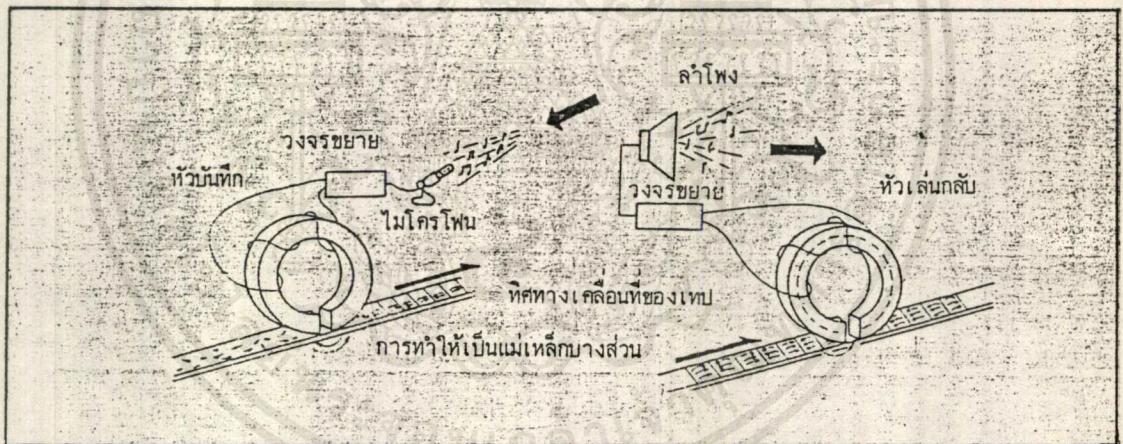 ลำโพง
วงจรขยาย
หัวบันทึก
ไมโครโฟน
วงจรขยาย
หัวเล่นกลับ
ทิศทางเคลื่อนที่ของเทป
การทำให้เป็นแม่เหล็กบางส่วน